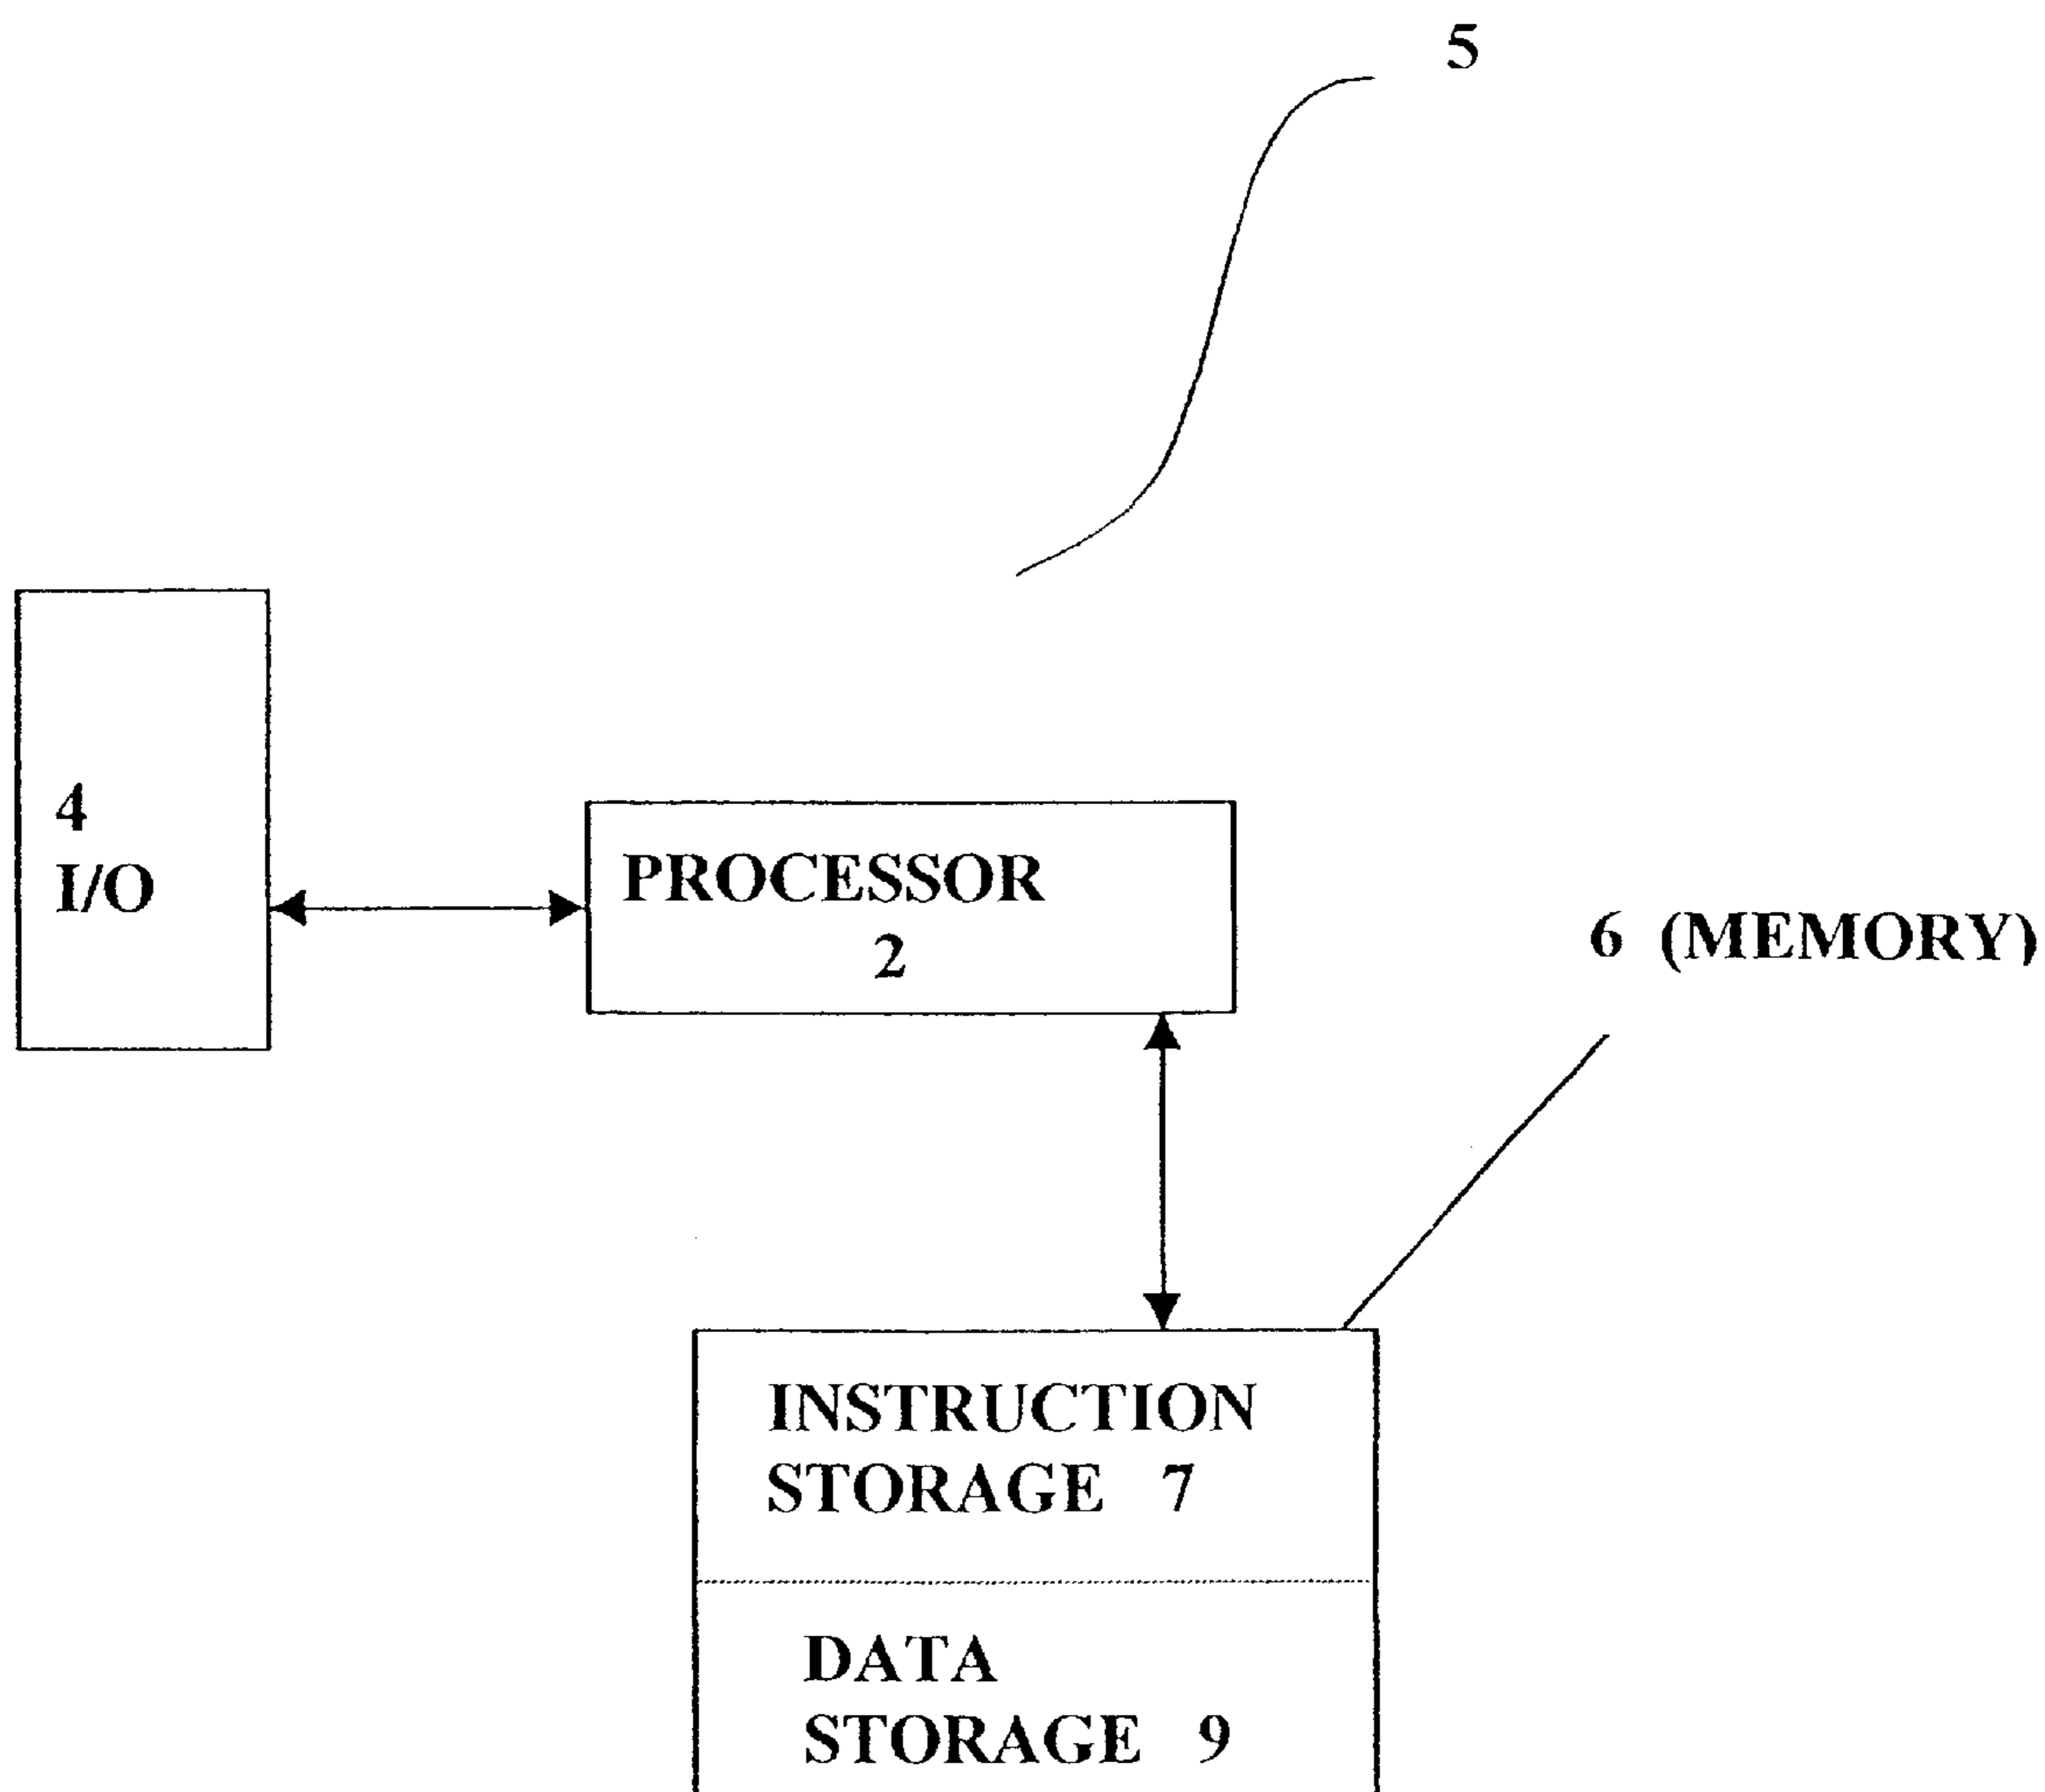 5
4
I/O
PROCESSOR
2
6 (MEMORY)
INSTRUCTION
STORAGE 7
DATA
STORAGE 9